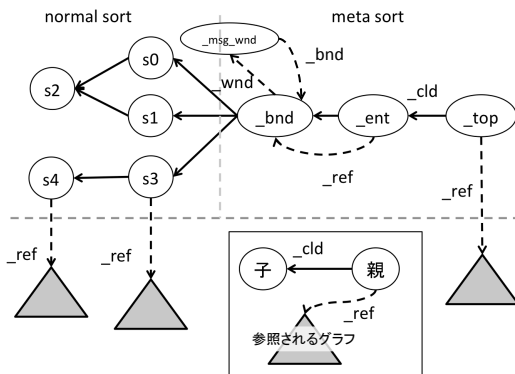 normal sort
meta sort
_msg_wnd
_bnd
s0
_wnd
s2
_cld
s1
_bnd
_ent
_top
_ref
s4
s3
_ref
_ref
_ref
_cld
子
親
_ref
参照されるグラフ